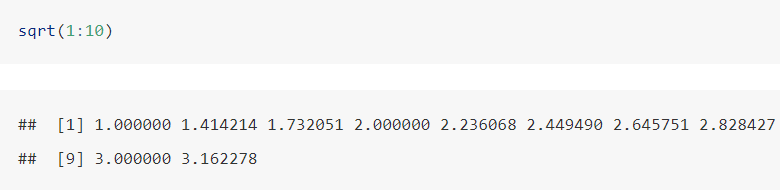 sqrt(1:10)
##  [1] 1.000000 1.414214 1.732051 2.000000 2.236068 2.449490 2.645751 2.828427
##  [9] 3.000000 3.162278